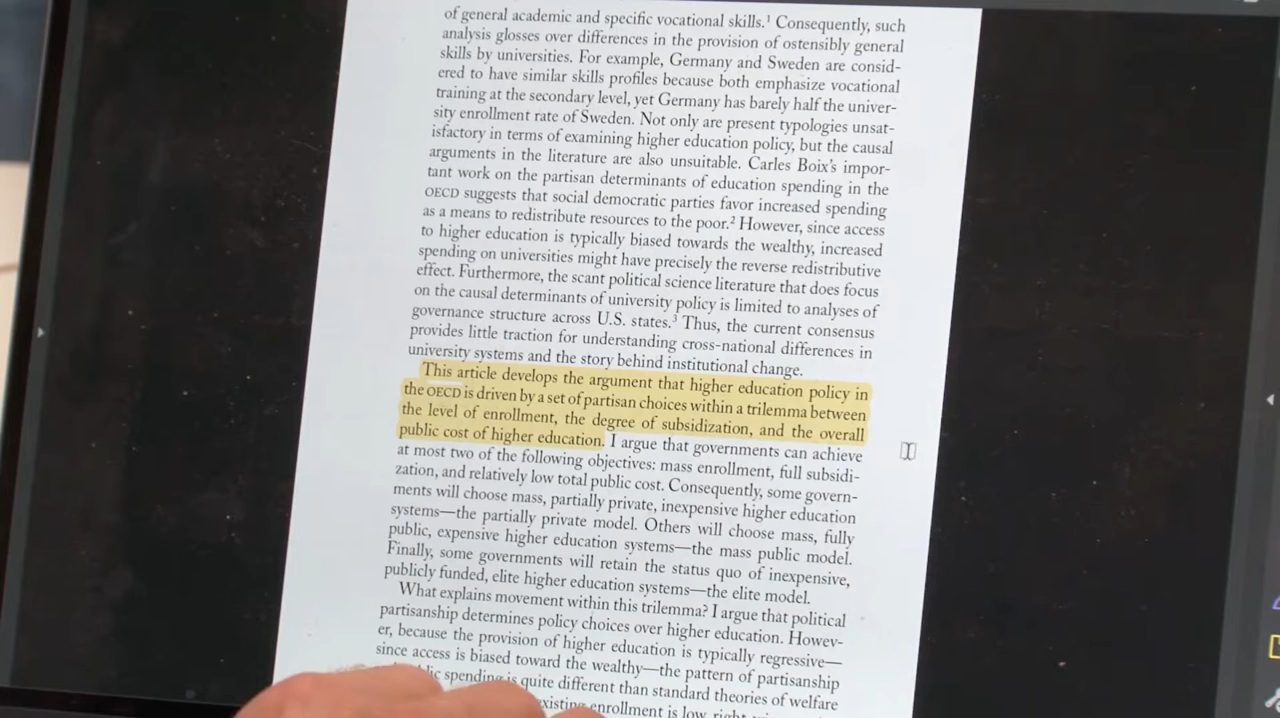 of general academic and specific vocational skills.¹ Consequently, such
analysis glosses over differences in the provision of ostensibly general
skills by universities. For example, Germany and Sweden are consid-
ered to have similar skills profiles because both emphasize vocational
training at the secondary level, yet Germany has barely half the univer-
sity enrollment rate of Sweden. Not only are present typologies unsat-
isfactory in terms of examining higher education policy, but the causal
arguments in the literature are also unsuitable. Carles Boix's impor-
tant work on the partisan determinants of education spending in the
OECD suggests that social democratic parties favor increased spending
as a means to redistribute resources to the poor.² However, since access
to higher education is typically biased towards the wealthy, increased
spending on universities might have precisely the reverse redistributive
effect. Furthermore, the scant political science literature that does focus
on the causal determinants of university policy is limited to analyses of
governance structure across U.S. states.³ Thus, the current consensus
provides little traction for understanding cross-national differences in
university systems and the story behind institutional change.
This article develops the argument that higher education policy in
the OECD is driven by a set of partisan choices within a trilemma between
the level of enrollment, the degree of subsidization, and the overall
public cost of higher education. I argue that governments can achieve
at most two of the following objectives: mass enrollment, full subsidi-
zation, and relatively low total public cost. Consequently, some govern-
ments will choose mass, partially private, inexpensive higher education
systems—the partially private model. Others will choose mass, fully
public, expensive higher education systems—the mass public model.
Finally, some governments will retain the status quo of inexpensive,
publicly funded, elite higher education systems—the elite model.
What explains movement within this trilemma? I argue that political
partisanship determines policy choices over higher education. Howev-
er, because the provision of higher education is typically regressive—
since access is biased toward the wealthy—the pattern of partisanship
spending is quite different than standard theories of welfare
existing enrollment is low, right